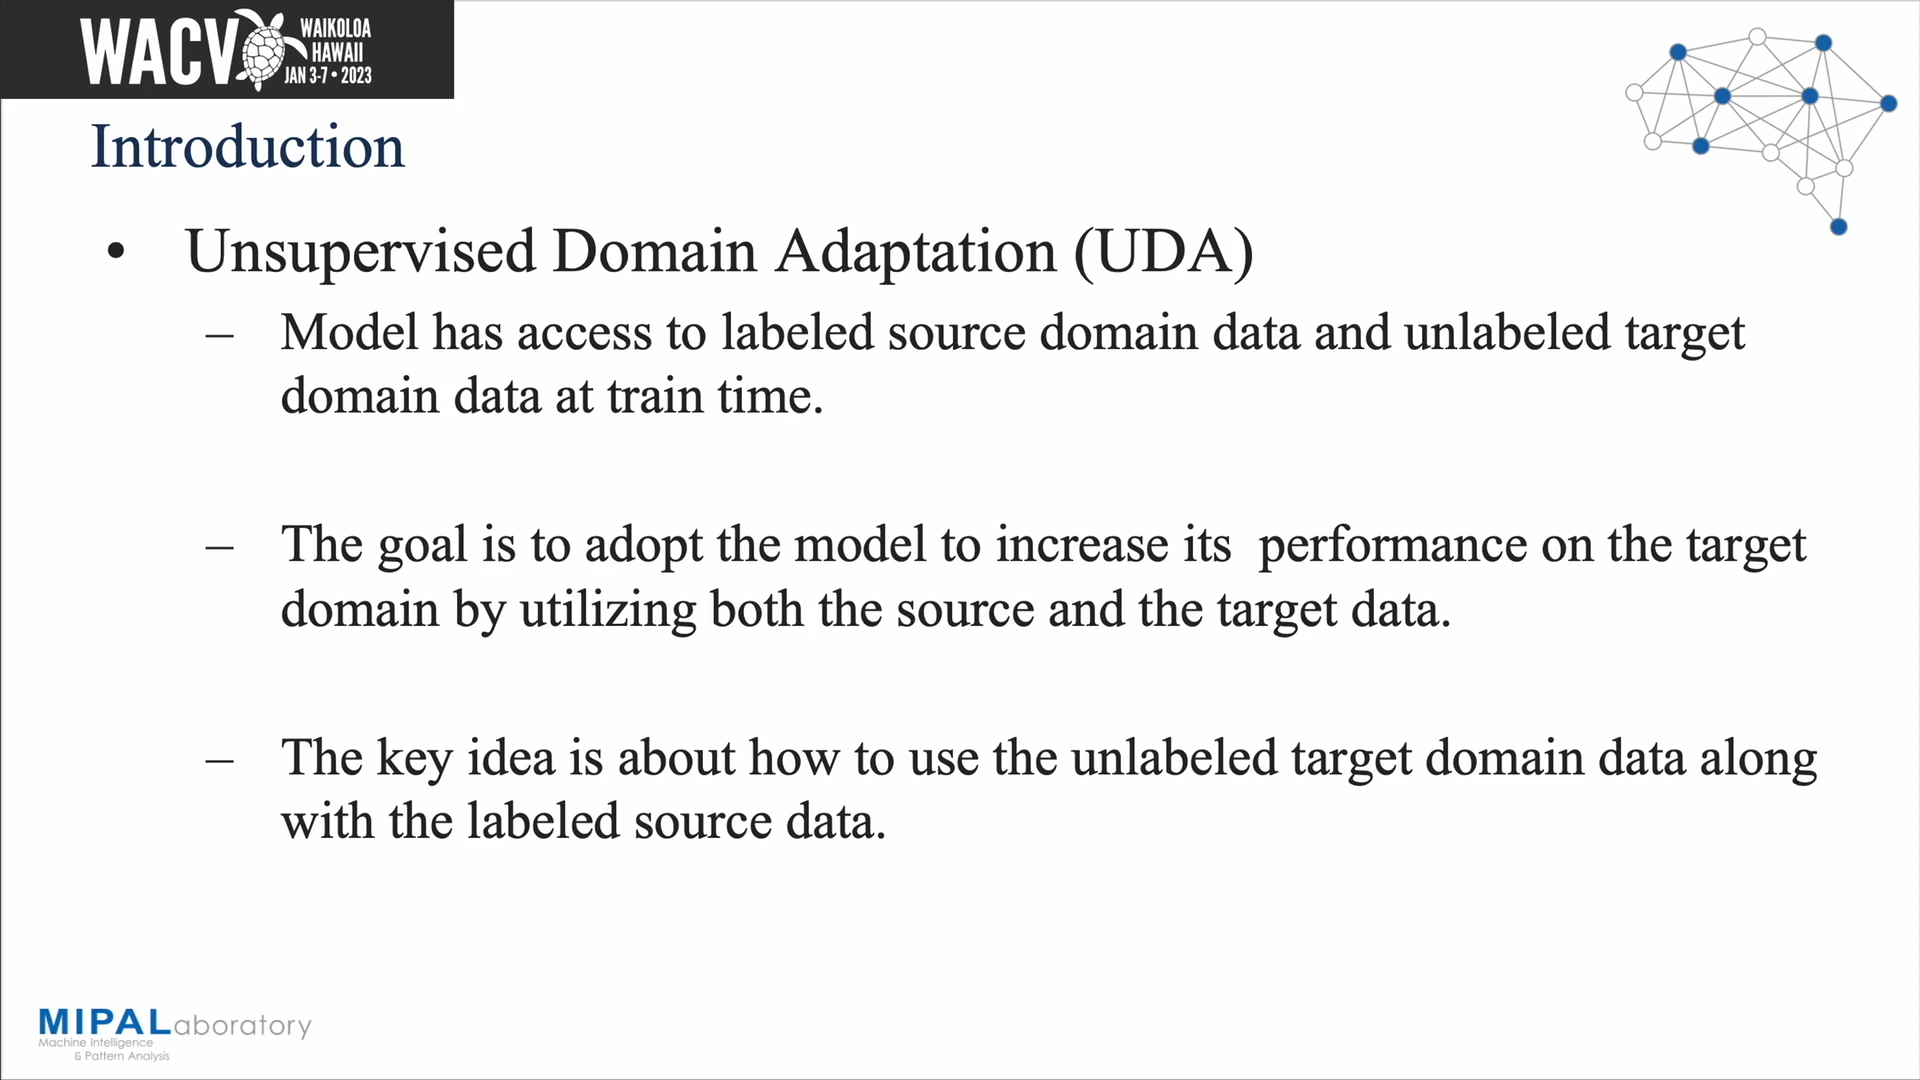 WACV
WAIKOLOA
HAWAII
JAN 3-7 • 2023
Introduction
• Unsupervised Domain Adaptation (UDA)
– Model has access to labeled source domain data and unlabeled target
domain data at train time.
– The goal is to adopt the model to increase its  performance on the target
domain by utilizing both the source and the target data.
– The key idea is about how to use the unlabeled target domain data along
with the labeled source data.
MIPALaboratory
Machine Intelligence
& Pattern Analysis